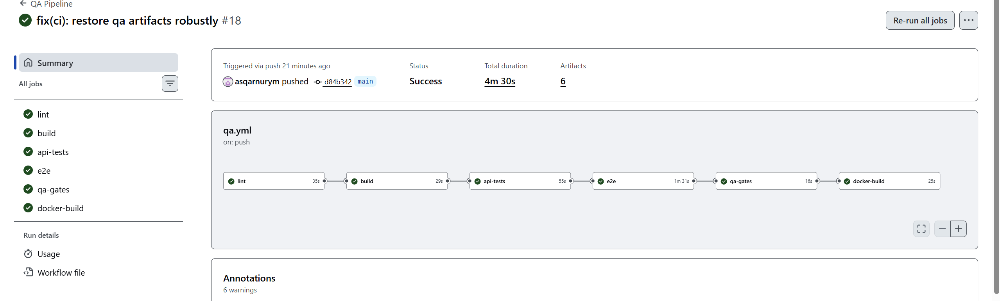 QA Pipeline
fix(ci): restore qa artifacts robustly #18
Re-run all jobs
Summary
All jobs
lint
build
api-tests
e2e
qa-gates
docker-build
Run details
Usage
Workflow file
Triggered via push 21 minutes ago
asqarnurym pushed d84b342 main
Status
Success
Total duration
4m 30s
Artifacts
6
qa.yml
on: push
lint 35s
build 29s
api-tests 55s
e2e 1m 31s
qa-gates 16s
docker-build 25s
Annotations
6 warnings